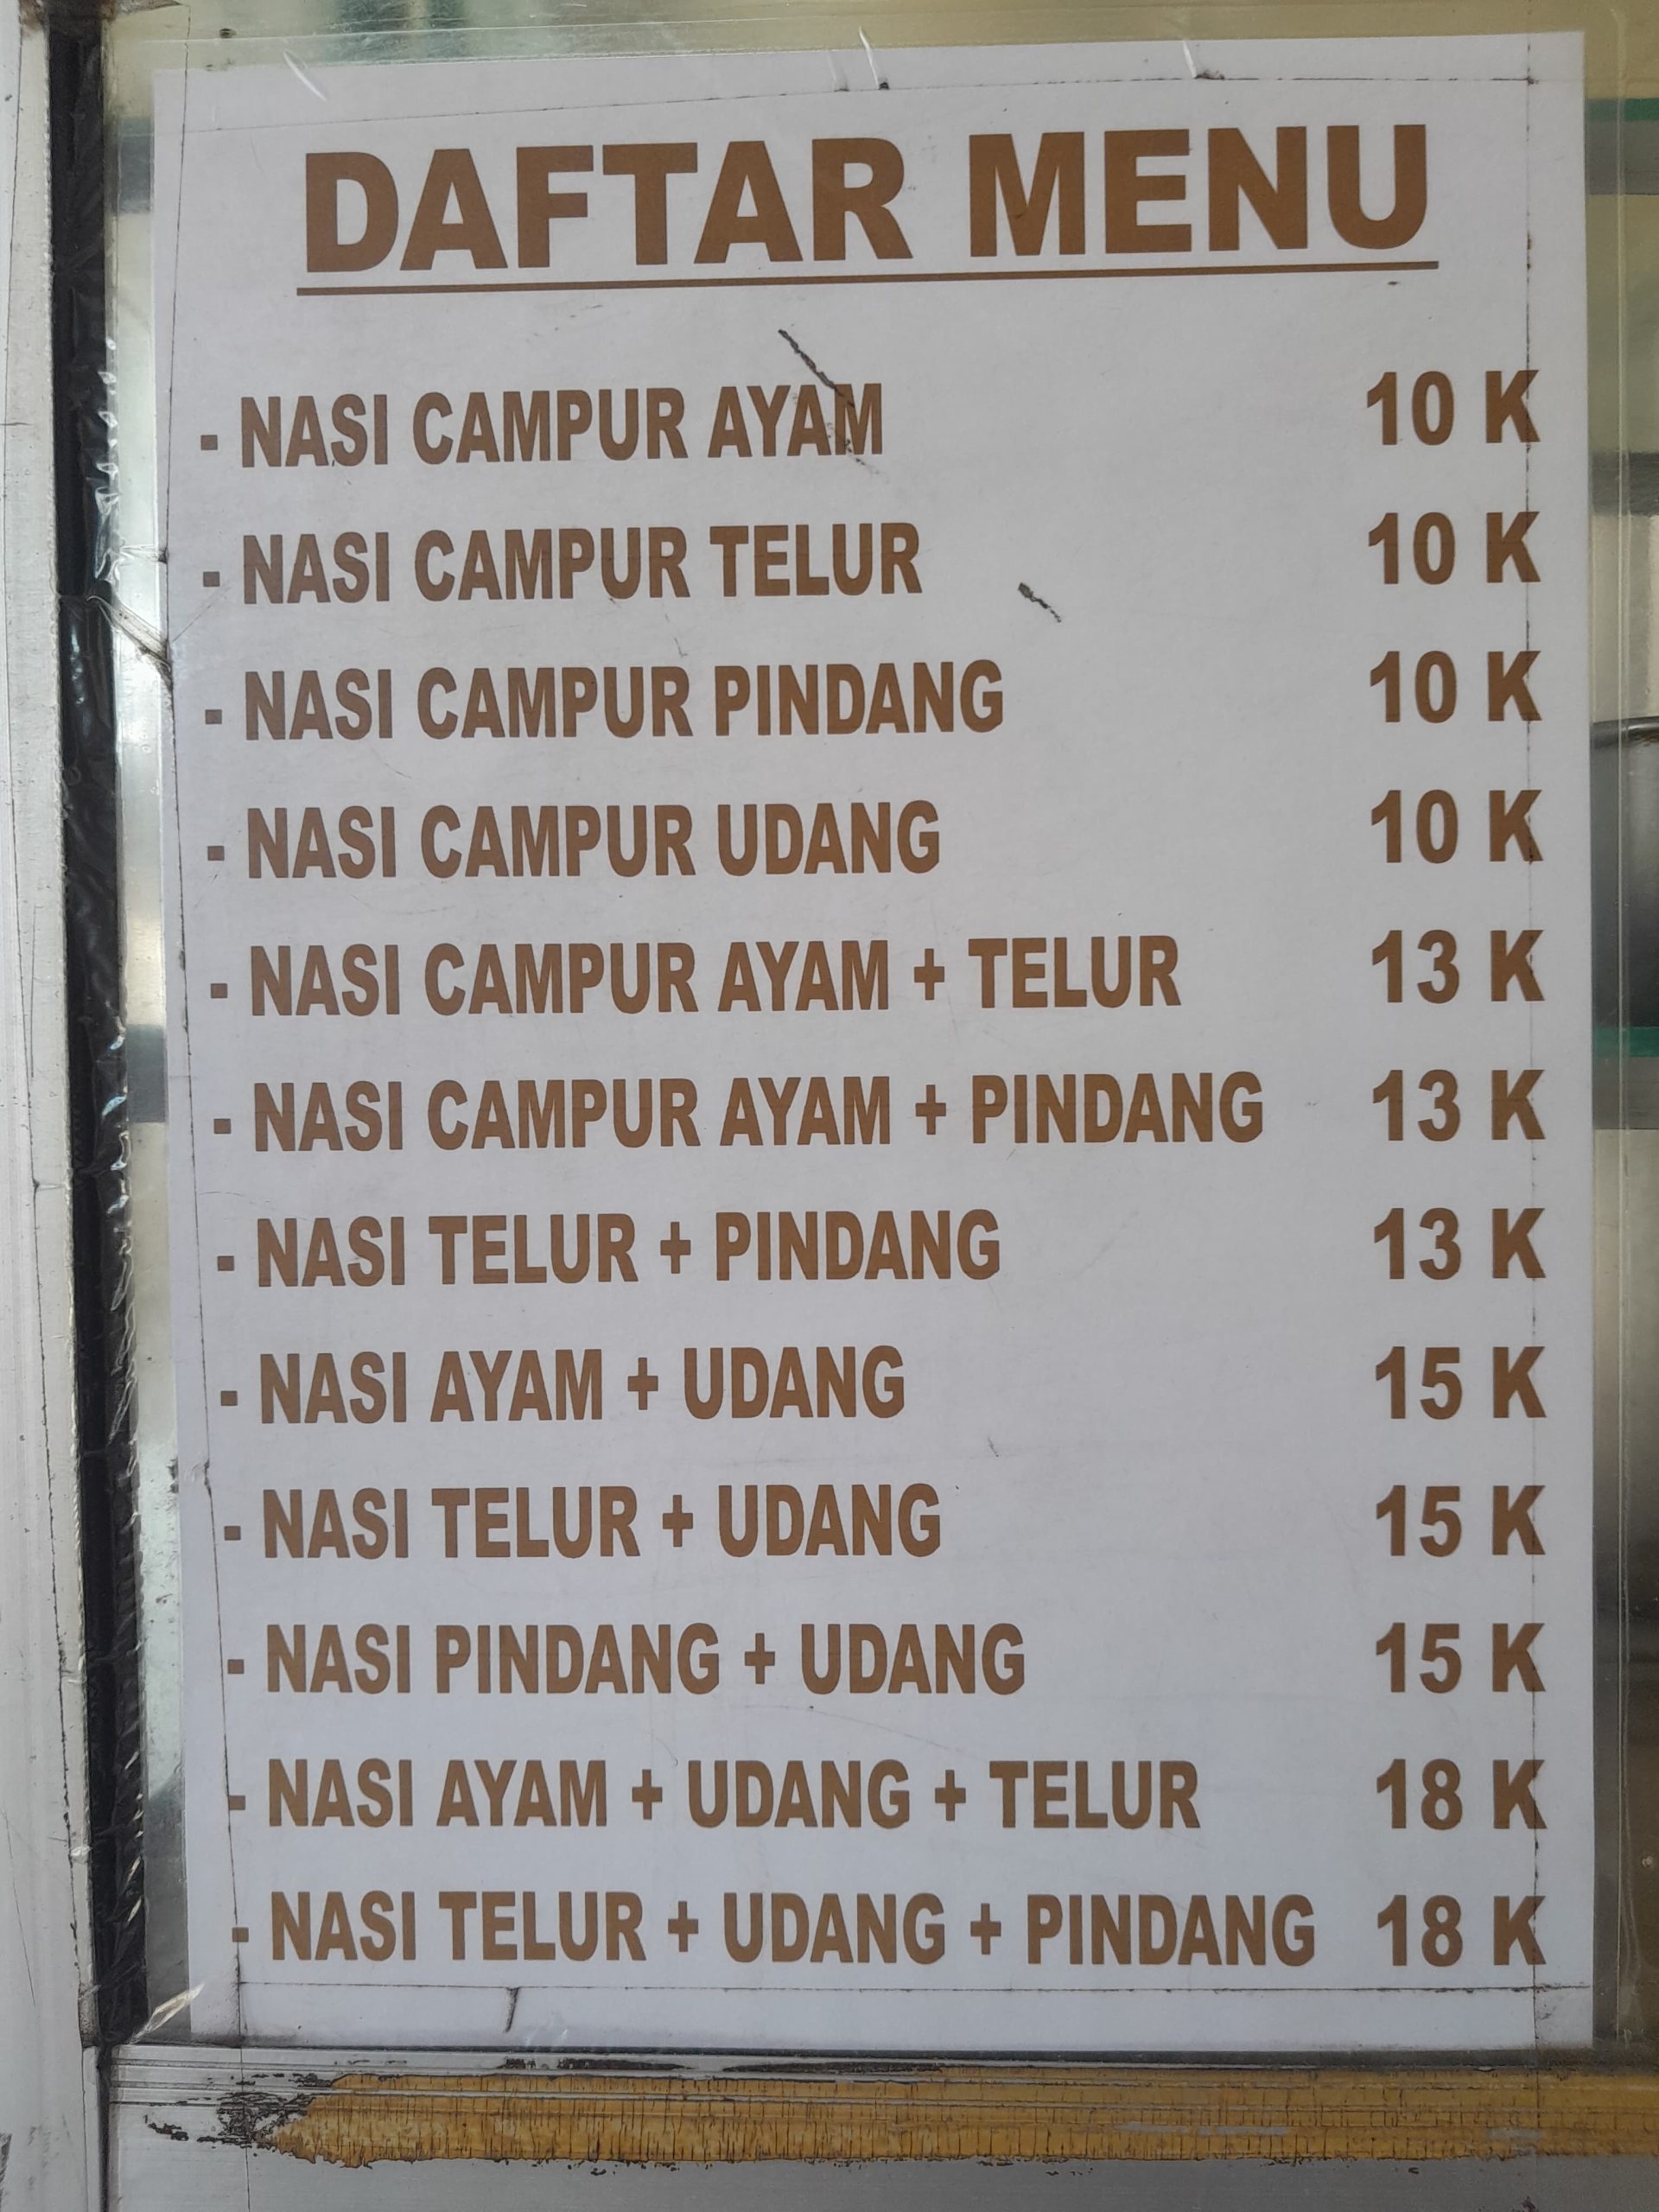 DAFTAR MENU
- NASI CAMPUR AYAM 10 K
- NASI CAMPUR TELUR 10 K
- NASI CAMPUR PINDANG 10 K
- NASI CAMPUR UDANG 10 K
- NASI CAMPUR AYAM + TELUR 13 K
- NASI CAMPUR AYAM + PINDANG 13 K
- NASI TELUR + PINDANG 13 K
- NASI AYAM + UDANG 15 K
- NASI TELUR + UDANG 15 K
- NASI PINDANG + UDANG 15 K
- NASI AYAM + UDANG + TELUR 18 K
- NASI TELUR + UDANG + PINDANG 18 K